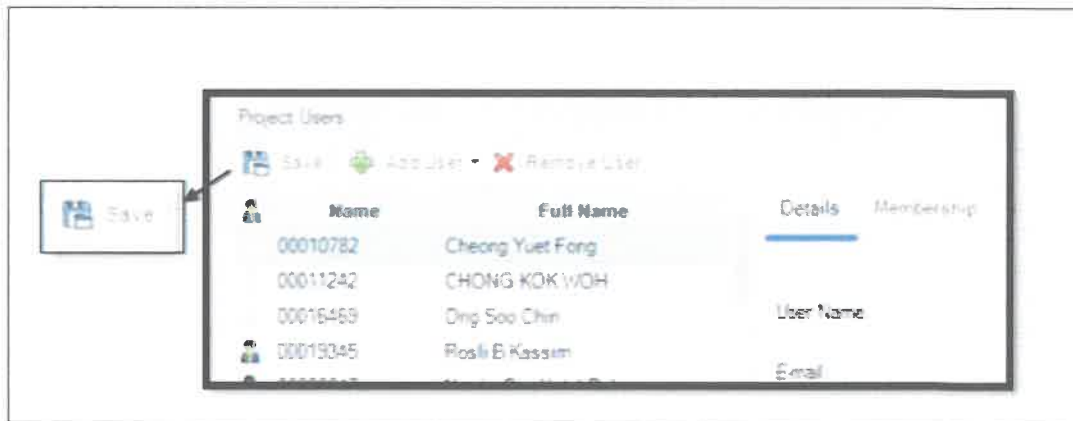 Project Users
Save Add User Remove User
Save
Name Full Name Details Membership
00010782 Cheong Yuet Fong
00011242 CHONG KOK WOH
00016469 Ong Soo Chin
User Name
00019345 Rosli B Kassim
Email